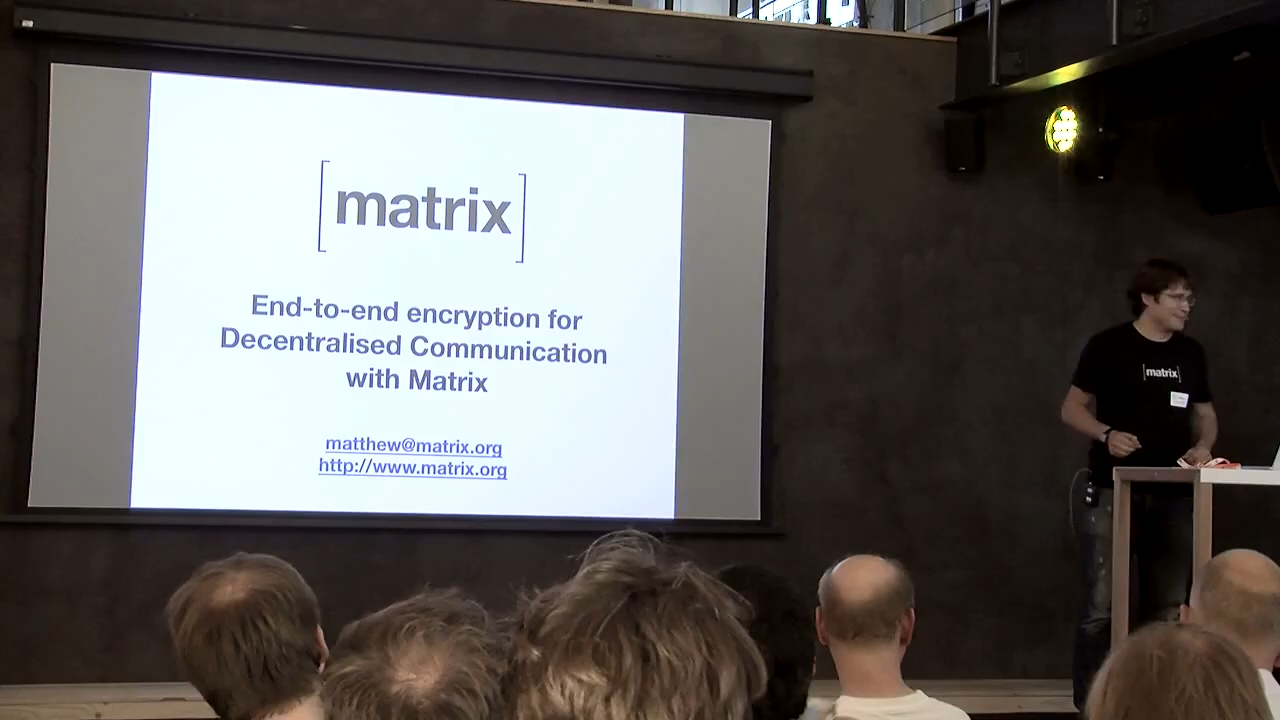 [matrix]
End-to-end encryption for
Decentralised Communication
with Matrix
matthew@matrix.org
http://www.matrix.org
[matrix]